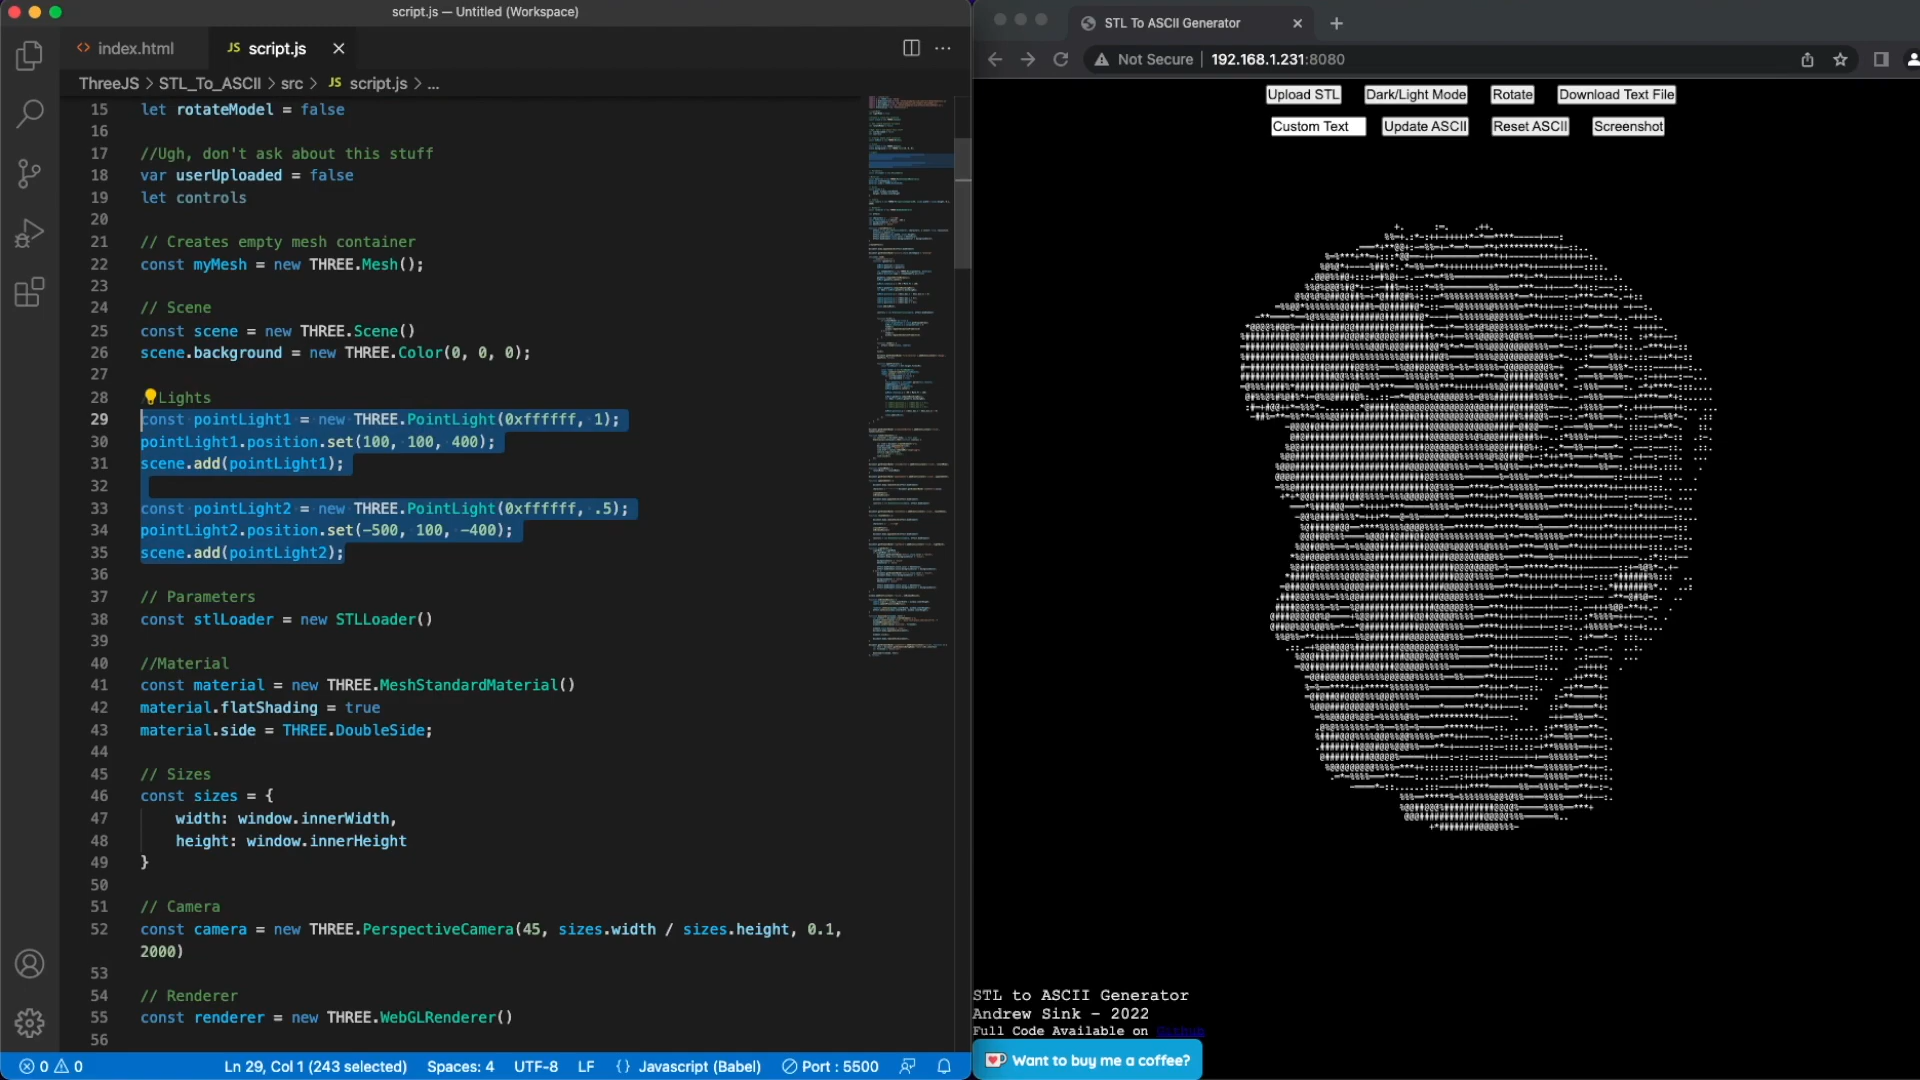 script.js — Untitled (Workspace)
index.html
JS script.js
ThreeJS > STL_To_ASCII > src > JS script.js > ...
15 let rotateModel = false
16
17 //Ugh, don't ask about this stuff
18 var userUploaded = false
19 let controls
20
21 // Creates empty mesh container
22 const myMesh = new THREE.Mesh();
23
24 // Scene
25 const scene = new THREE.Scene()
26 scene.background = new THREE.Color(0, 0, 0);
27
28 Lights
29 const pointLight1 = new THREE.PointLight(0xffffff, 1);
30 pointLight1.position.set(100, 100, 400);
31 scene.add(pointLight1);
32
33 const pointLight2 = new THREE.PointLight(0xffffff, .5);
34 pointLight2.position.set(-500, 100, -400);
35 scene.add(pointLight2);
36
37 // Parameters
38 const stlLoader = new STLLoader()
39
40 //Material
41 const material = new THREE.MeshStandardMaterial()
42 material.flatShading = true
43 material.side = THREE.DoubleSide;
44
45 // Sizes
46 const sizes = {
47 width: window.innerWidth,
48 height: window.innerHeight
49 }
50
51 // Camera
52 const camera = new THREE.PerspectiveCamera(45, sizes.width / sizes.height, 0.1,
2000)
53
54 // Renderer
55 const renderer = new THREE.WebGLRenderer()
56
0 0 Ln 29, Col 1 (243 selected) Spaces: 4 UTF-8 LF {} Javascript (Babel) Port : 5500
STL To ASCII Generator
Not Secure | 192.168.1.231:8080
Upload STL Dark/Light Mode Rotate Download Text File
Custom Text Update ASCII Reset ASCII Screenshot
STL to ASCII Generator
Andrew Sink - 2022
Full Code Available on Github
Want to buy me a coffee?